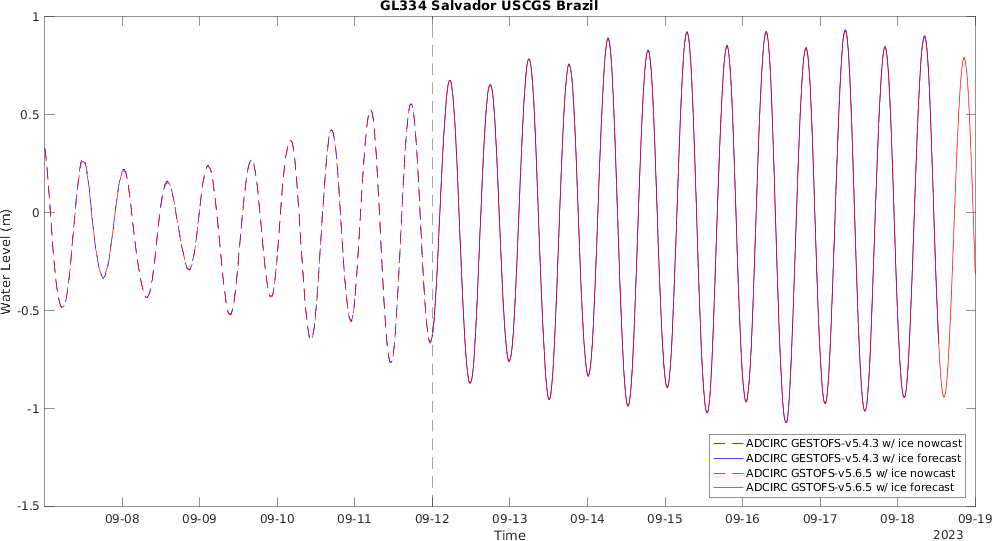 GL334 Salvador USCGS Brazil
1
0.5
0
-0.5
-1
-1.5
Water Level (m)
ADCIRC GESTOFS-v5.4.3 w/ ice nowcast
ADCIRC GESTOFS-v5.4.3 w/ ice forecast
ADCIRC GSTOFS-v5.6.5 w/ ice nowcast
ADCIRC GSTOFS-v5.6.5 w/ ice forecast
09-08 09-09 09-10 09-11 09-12 09-13 09-14 09-15 09-16 09-17 09-18 09-19
Time
2023